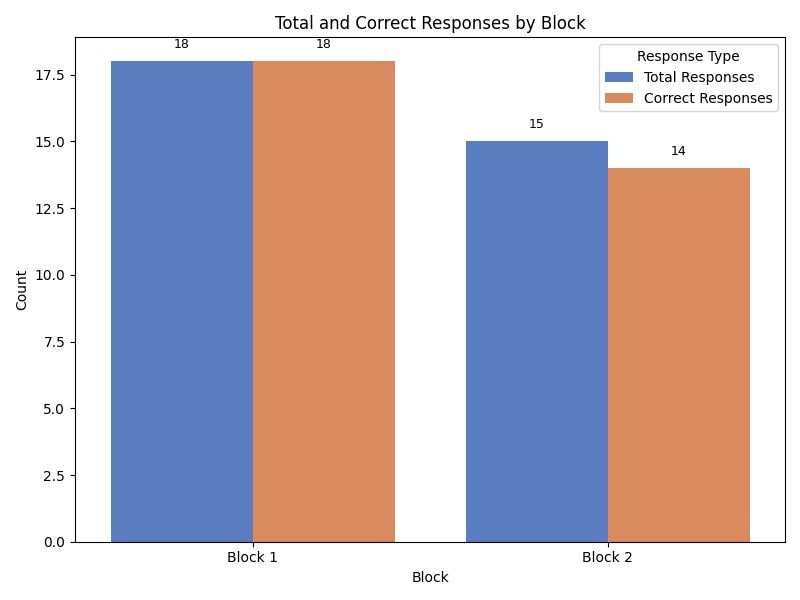 Total and Correct Responses by Block
18
18
15
14
Response Type
Total Responses
Correct Responses
17.5
15.0
12.5
10.0
7.5
5.0
2.5
0.0
Count
Block 1
Block 2
Block